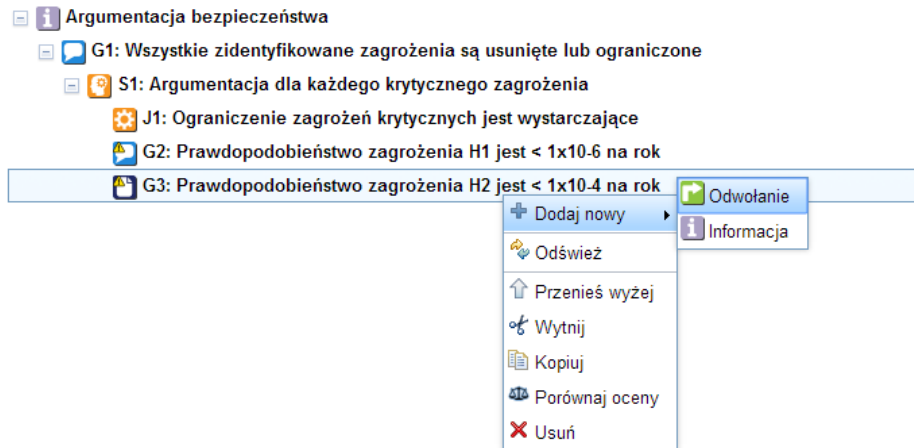 Argumentacja bezpieczeństwa
G1: Wszystkie zidentyfikowane zagrożenia są usunięte lub ograniczone
S1: Argumentacja dla każdego krytycznego zagrożenia
J1: Ograniczenie zagrożeń krytycznych jest wystarczające
G2: Prawdopodobieństwo zagrożenia H1 jest < 1x10-6 na rok
G3: Prawdopodobieństwo zagrożenia H2 jest < 1x10-4 na rok
Dodaj nowy
Odwołanie
Informacja
Odśwież
Przenieś wyżej
Wytnij
Kopiuj
Porównaj oceny
Usuń